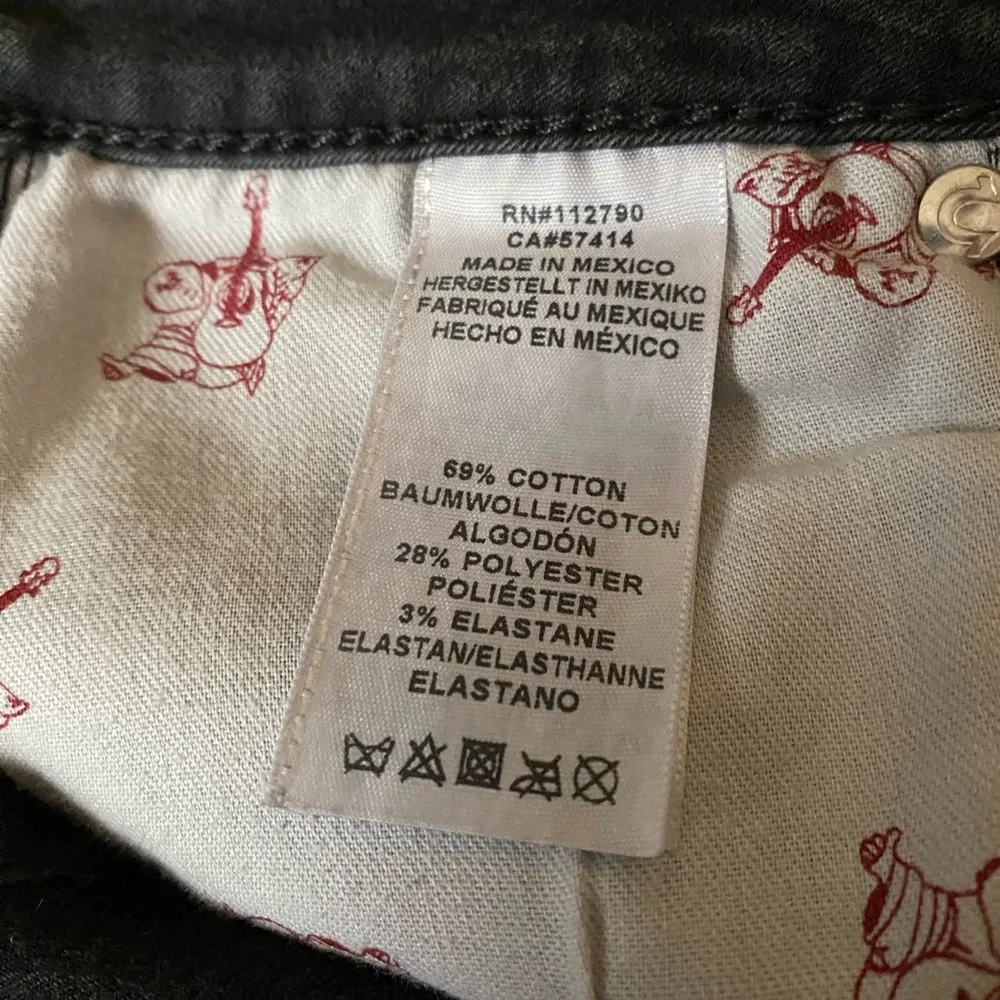 RN#112790
CA#57414
MADE IN MEXICO
HERGESTELLT IN MEXIKO
FABRIQUÉ AU MEXIQUE
HECHO EN MÉXICO
69% COTTON
BAUMWOLLE/COTON
ALGODÓN
28% POLYESTER
POLIÉSTER
3% ELASTANE
ELASTAN/ELASTHANNE
ELASTANO